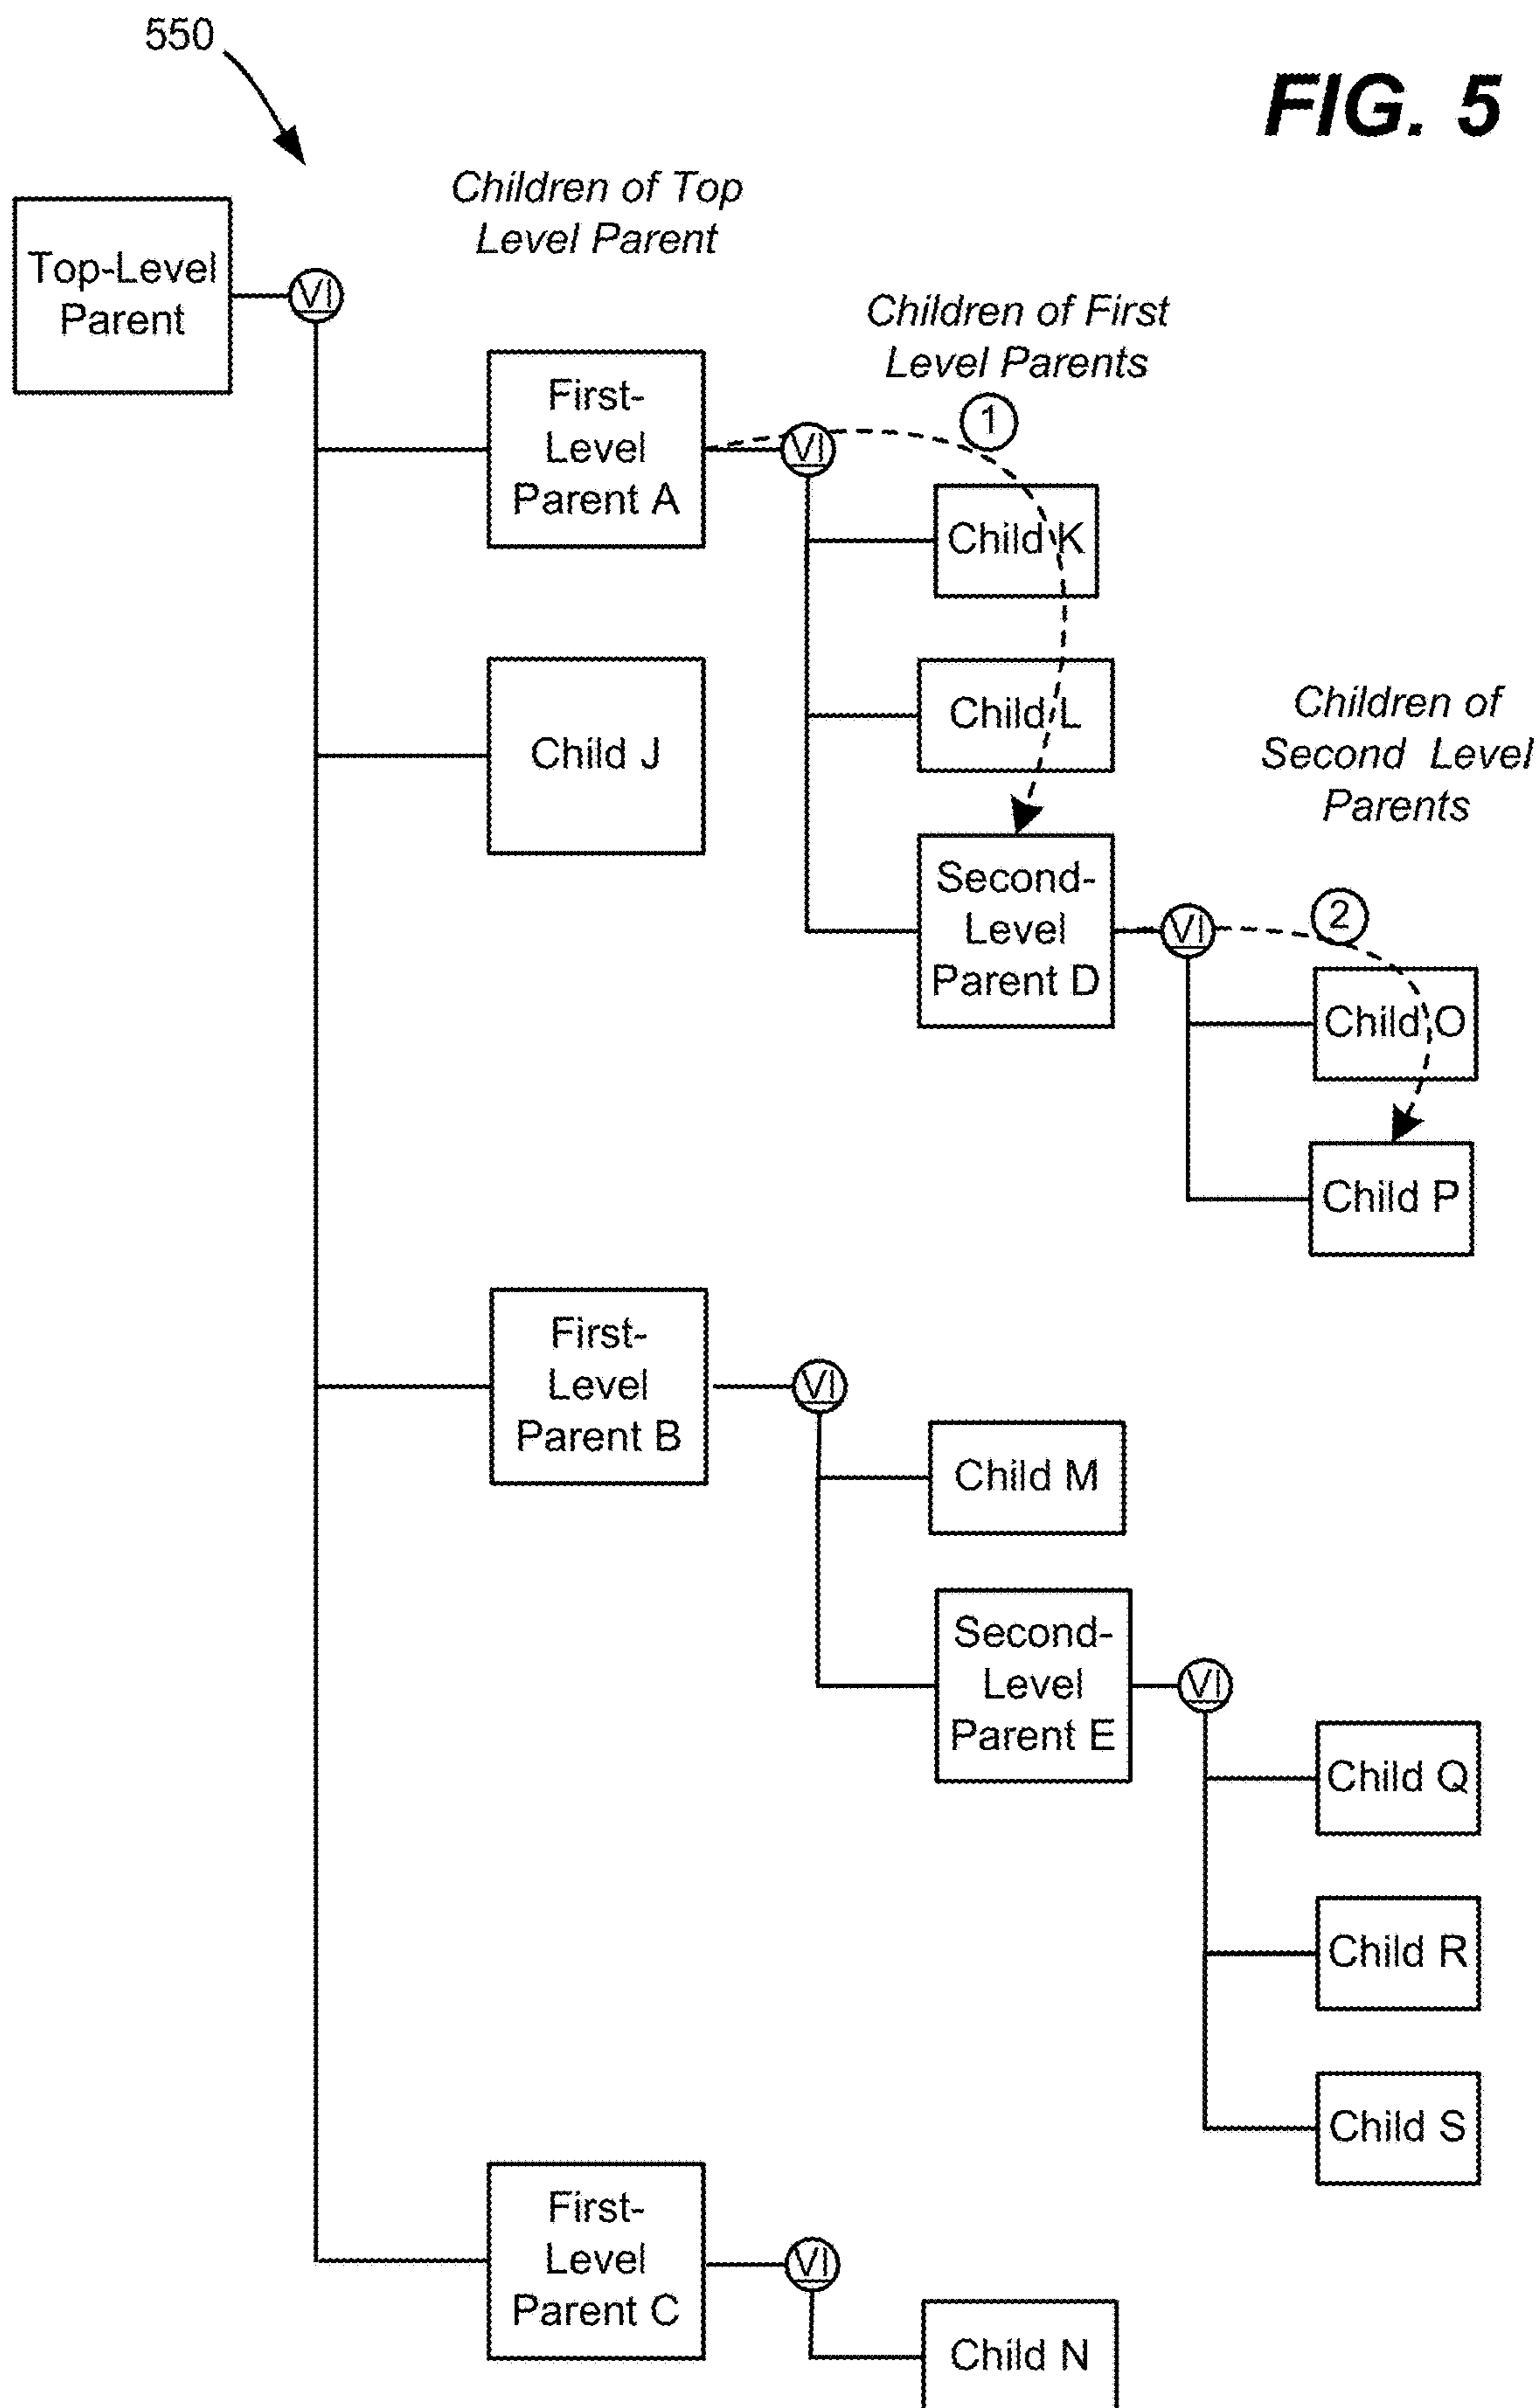 550
FIG. 5
Children of Top
Level Parent
Top-Level
Parent
VI
Children of First
Level Parents
First-
Level
Parent A
VI
1
Child K
Child J
Child L
Children of
Second Level
Parents
Second-
Level
Parent D
VI
2
Child O
Child P
First-
Level
Parent B
VI
Child M
Second-
Level
Parent E
VI
Child Q
Child R
Child S
First-
Level
Parent C
VI
Child N